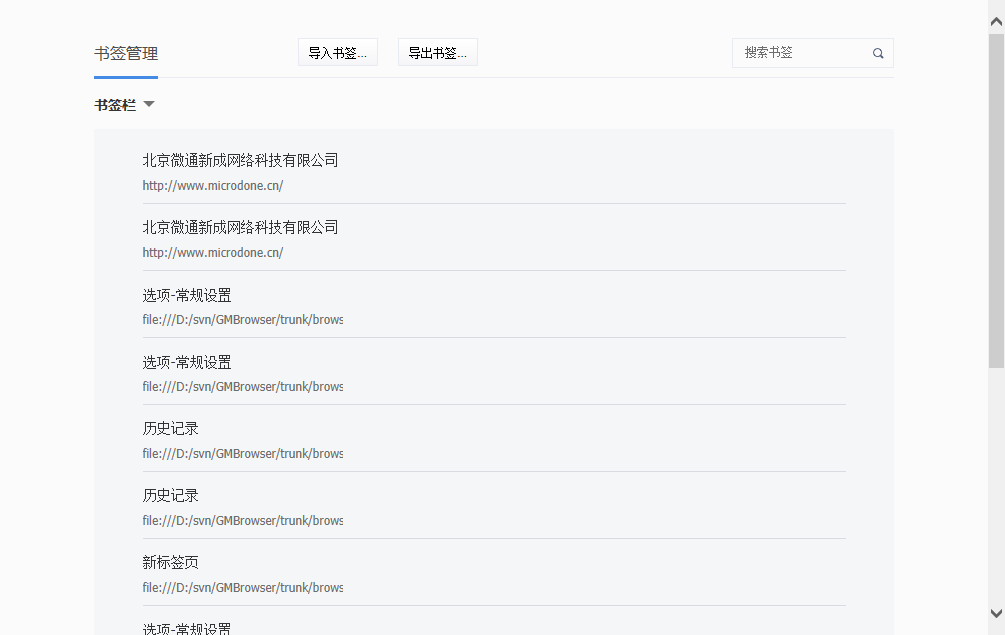 书签管理
导入书签...
导出书签...
搜索书签
书签栏
北京微通新成网络科技有限公司
http://www.microdone.cn/
北京微通新成网络科技有限公司
http://www.microdone.cn/
选项-常规设置
file:///D:/svn/GMBrowser/trunk/brows
选项-常规设置
file:///D:/svn/GMBrowser/trunk/brows
历史记录
file:///D:/svn/GMBrowser/trunk/brows
历史记录
file:///D:/svn/GMBrowser/trunk/brows
新标签页
file:///D:/svn/GMBrowser/trunk/brows
选项-常规设置